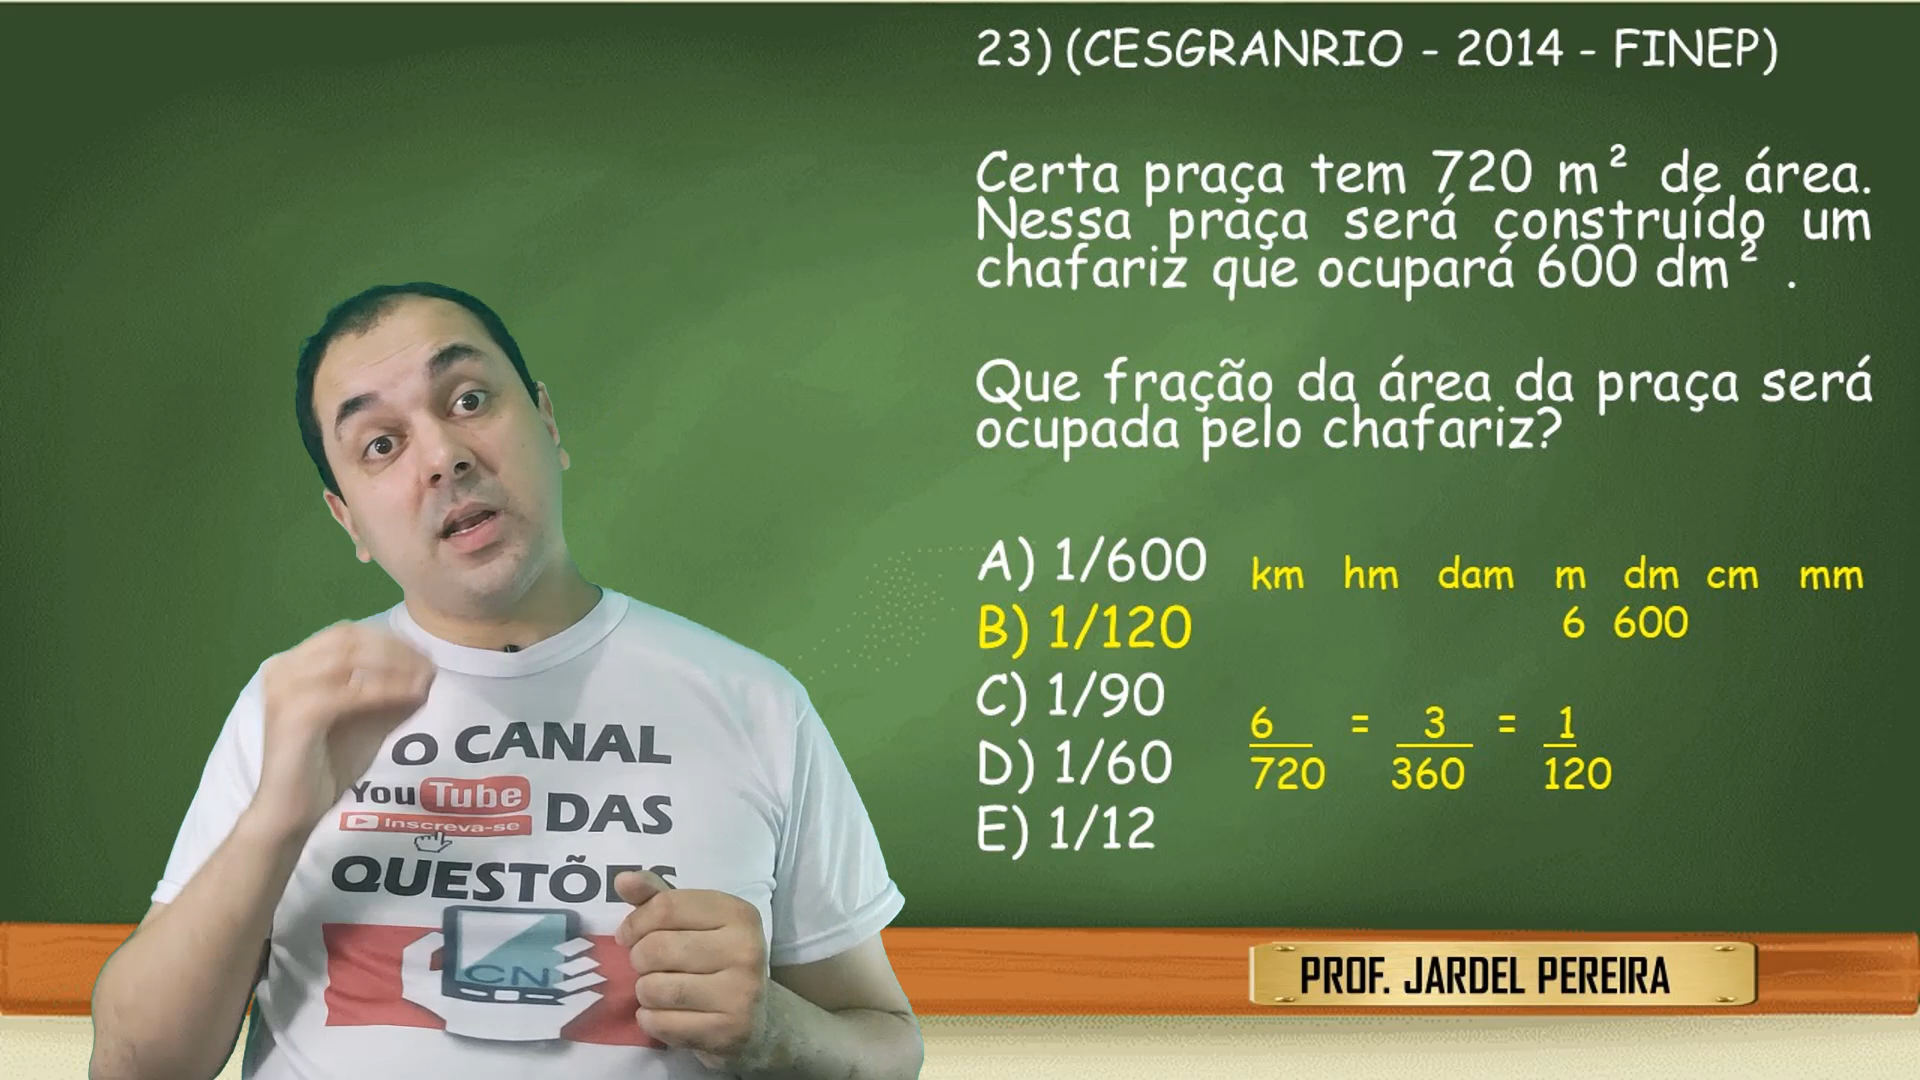 23) (CESGRANRIO - 2014 - FINEP)
Certa praça tem 720 m² de área.
Nessa praça será construído um
chafariz que ocupará 600 dm² .
Que fração da área da praça será
ocupada pelo chafariz?
A) 1/600
B) 1/120
C) 1/90
D) 1/60
E) 1/12
km hm dam m dm cm mm
6 600
6 = 3 = 1
720 360 120
O CANAL
YouTube DAS
Inscreva-se
QUESTÕES
CN
PROF. JARDEL PEREIRA